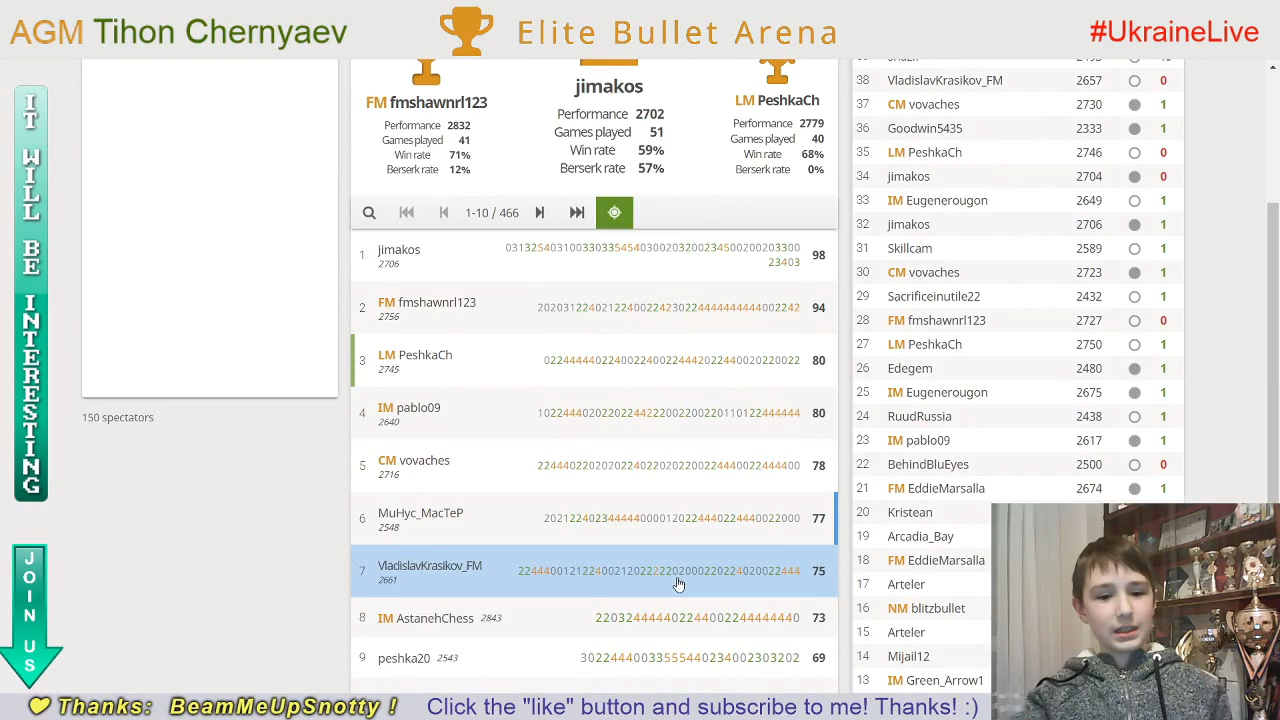 AGM Tihon Chernyaev
Elite Bullet Arena
#UkraineLive
IT WILL BE INTERESTING
JOIN US
150 spectators
FM fmshawnrl123
Performance 2832
Games played 41
Win rate 71%
Berserk rate 12%
jimakos
Performance 2702
Games played 51
Win rate 59%
Berserk rate 57%
LM PeshkaCh
Performance 2779
Games played 40
Win rate 68%
Berserk rate 0%
1-10 / 466
1 jimakos 98
2706
23403
2 FM fmshawnrl123 94
2756
3 LM PeshkaCh 80
2745
4 IM pablo09 80
2640
5 CM vovaches 78
2716
6 MuHyc_MacTeP 77
2548
7 VladislavKrasikov_FM 75
2661
8 IM AstanehChess 2843 22032444440222440022444444440 73
9 peshka20 2543 69
38 VladislavKrasikov_FM 2657 0
37 CM vovaches 2730 1
36 Goodwin5435 2333 1
35 LM PeshkaCh 2746 0
34 jimakos 2704 0
33 IM Eugenerougon 2649 1
32 jimakos 2706 1
31 Skillcam 2589 1
30 CM vovaches 2723 1
29 Sacrificeinutile22 2432 1
28 FM fmshawnrl123 2727 0
27 LM PeshkaCh 2750 1
26 Edegem 2480 1
25 IM Eugenerougon 2675 1
24 RuudRussia 2438 1
23 IM pablo09 2617 1
22 BehindBluEyes 2500 0
21 FM EddieMarsalla 2674 1
20 Kristean
19 Arcadia_Bay
18 FM EddieMarsalla
17 Arteler
16 NM blitzbullet
15 Arteler
14 Mijail12
13 IM Green_Arrow1
Thanks: BeamMeUpSnotty !
Click the "like" button and subscribe to me! Thanks! :)